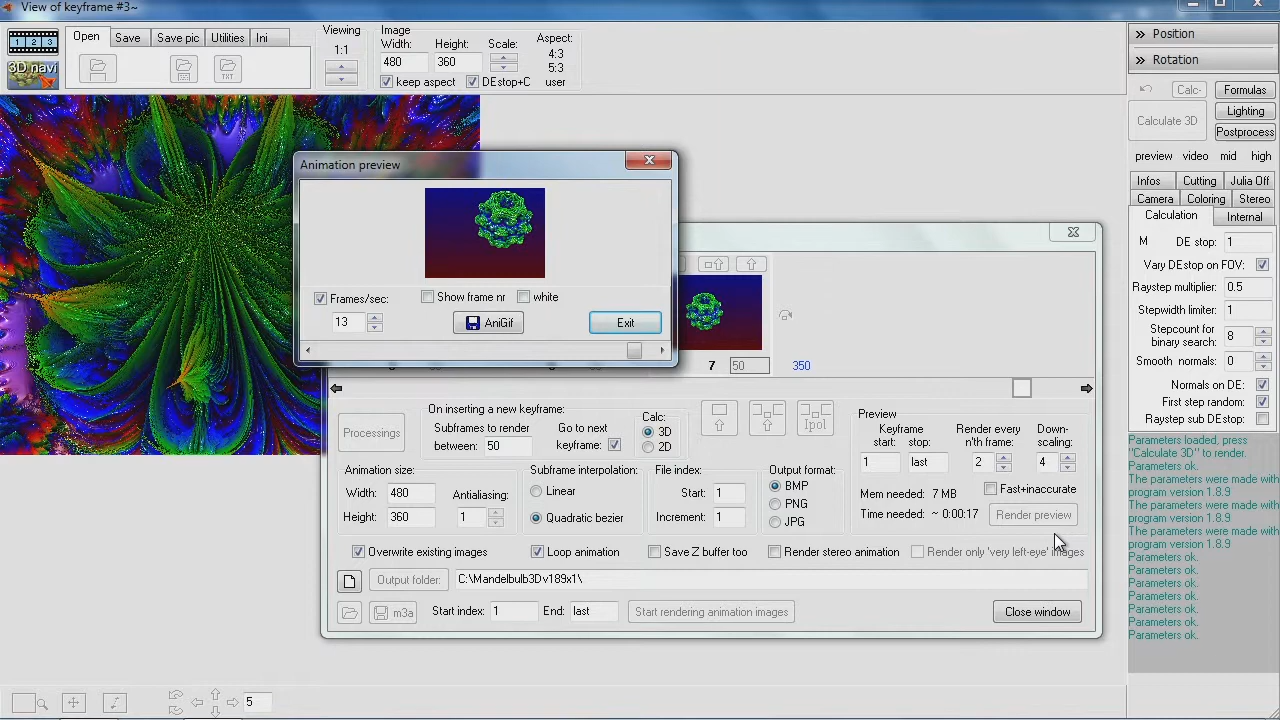 View of keyframe #3~
1 2 3
3D navi
Open Save Save pic Utilities Ini
TXT
Viewing
1:1
Image
Width: Height: Scale:
480 360
keep aspect DEstop+C
Aspect:
4:3
5:3
user
Position
Rotation
Calc- Formulas
Calculate 3D Lighting
Postprocess
preview video mid high
Infos Cutting Julia Off
Camera Coloring Stereo
Calculation Internal
M DE stop: 1
Vary DEstop on FOV:
Raystep multiplier: 0.5
Stepwidth limiter: 1
Stepcount for
binary search: 8
Smooth normals: 0
Normals on DE:
First step random:
Raystep sub DEstop:
Parameters loaded, press
"Calculate 3D" to render.
Parameters ok.
The parameters were made with
program version 1.8.9
The parameters were made with
program version 1.8.9
The parameters were made with
program version 1.8.9
Parameters ok.
Parameters ok.
Parameters ok.
Parameters ok.
Parameters ok.
Parameters ok.
Parameters ok.
Animation preview
Frames/sec: Show frame nr white
13 AniGif Exit
7 50 350
Processings
On inserting a new keyframe:
Subframes to render
between: 50
Go to next
keyframe:
Calc:
3D
2D
Ipol
Preview
Keyframe
start: stop:
1 last
Render every
n'th frame:
2
Down-
scaling:
4
Mem needed: 7 MB
Time needed: ~ 0:00:17
Fast+inaccurate
Render preview
Animation size:
Width: 480
Height: 360
Antialiasing:
1
Subframe interpolation:
Linear
Quadratic bezier
File index:
Start: 1
Increment: 1
Output format:
BMP
PNG
JPG
Overwrite existing images Loop animation Save Z buffer too Render stereo animation Render only 'very left-eye' images
Output folder: C:\Mandelbulb3Dv189x1\
m3a Start index: 1 End: last Start rendering animation images Close window
5